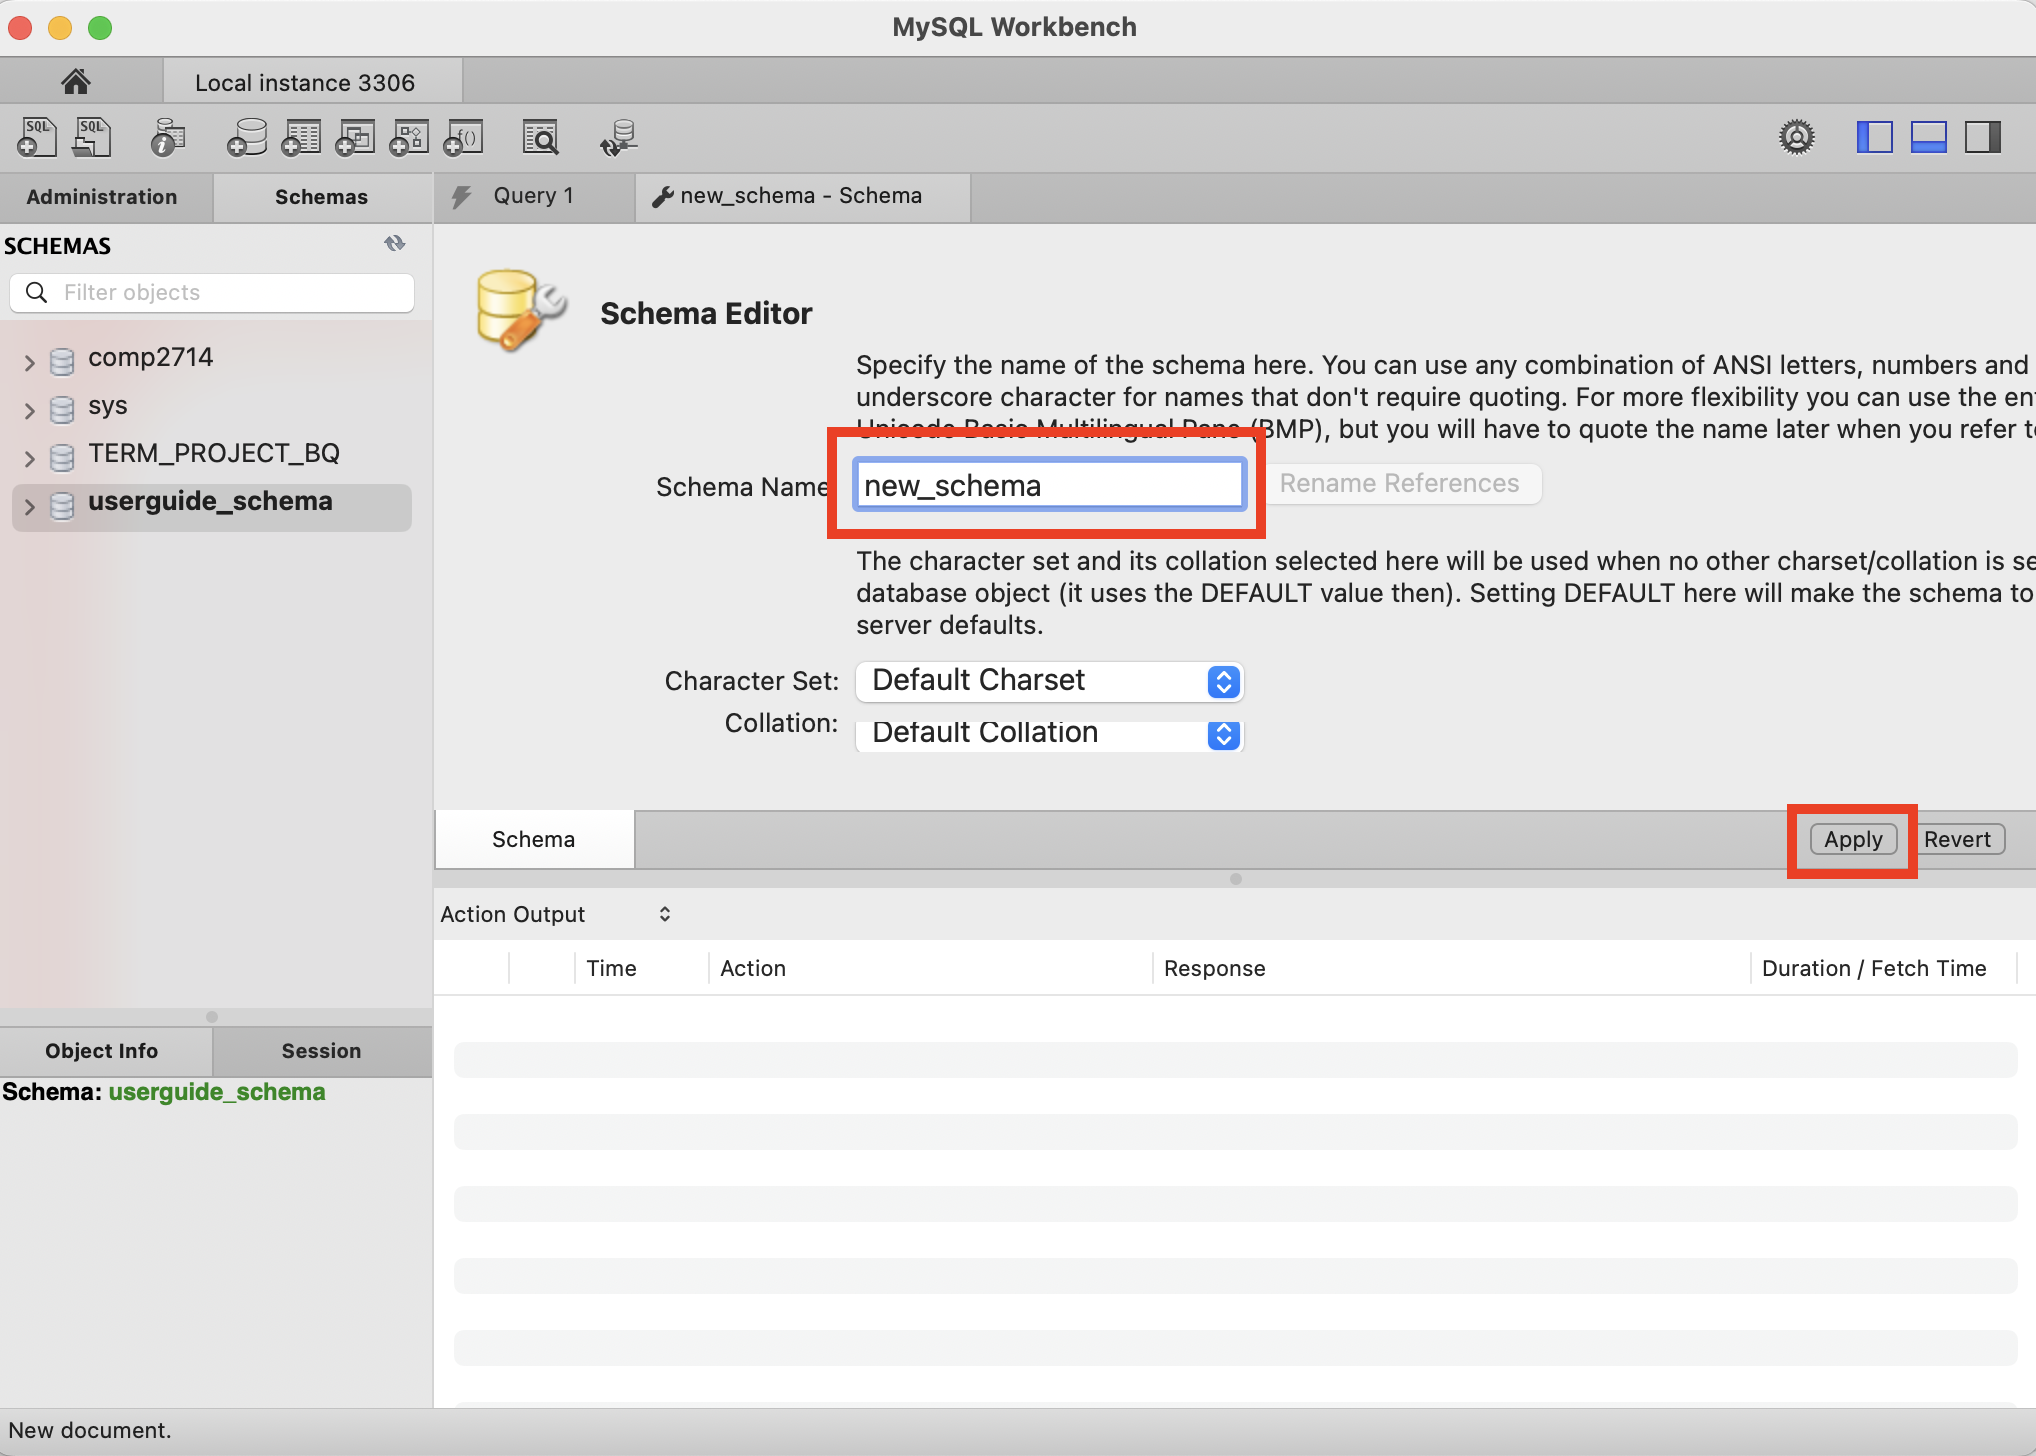 MySQL Workbench
Local instance 3306
SQL
SQL
f()
Administration
Schemas
Query 1
new_schema - Schema
SCHEMAS
Filter objects
comp2714
sys
TERM_PROJECT_BQ
userguide_schema
Schema Editor
Specify the name of the schema here. You can use any combination of ANSI letters, numbers and
underscore character for names that don't require quoting. For more flexibility you can use the
Unicode Basic Multilingual Pane (BMP), but you will have to quote the name later when you refer
Schema Name
new_schema
Rename References
The character set and its collation selected here will be used when no other charset/collation is
database object (it uses the DEFAULT value then). Setting DEFAULT here will make the schema to
server defaults.
Character Set:
Default Charset
Collation:
Default Collation
Schema
Apply
Revert
Action Output
Time
Action
Response
Duration / Fetch Time
Object Info
Session
Schema: userguide_schema
New document.